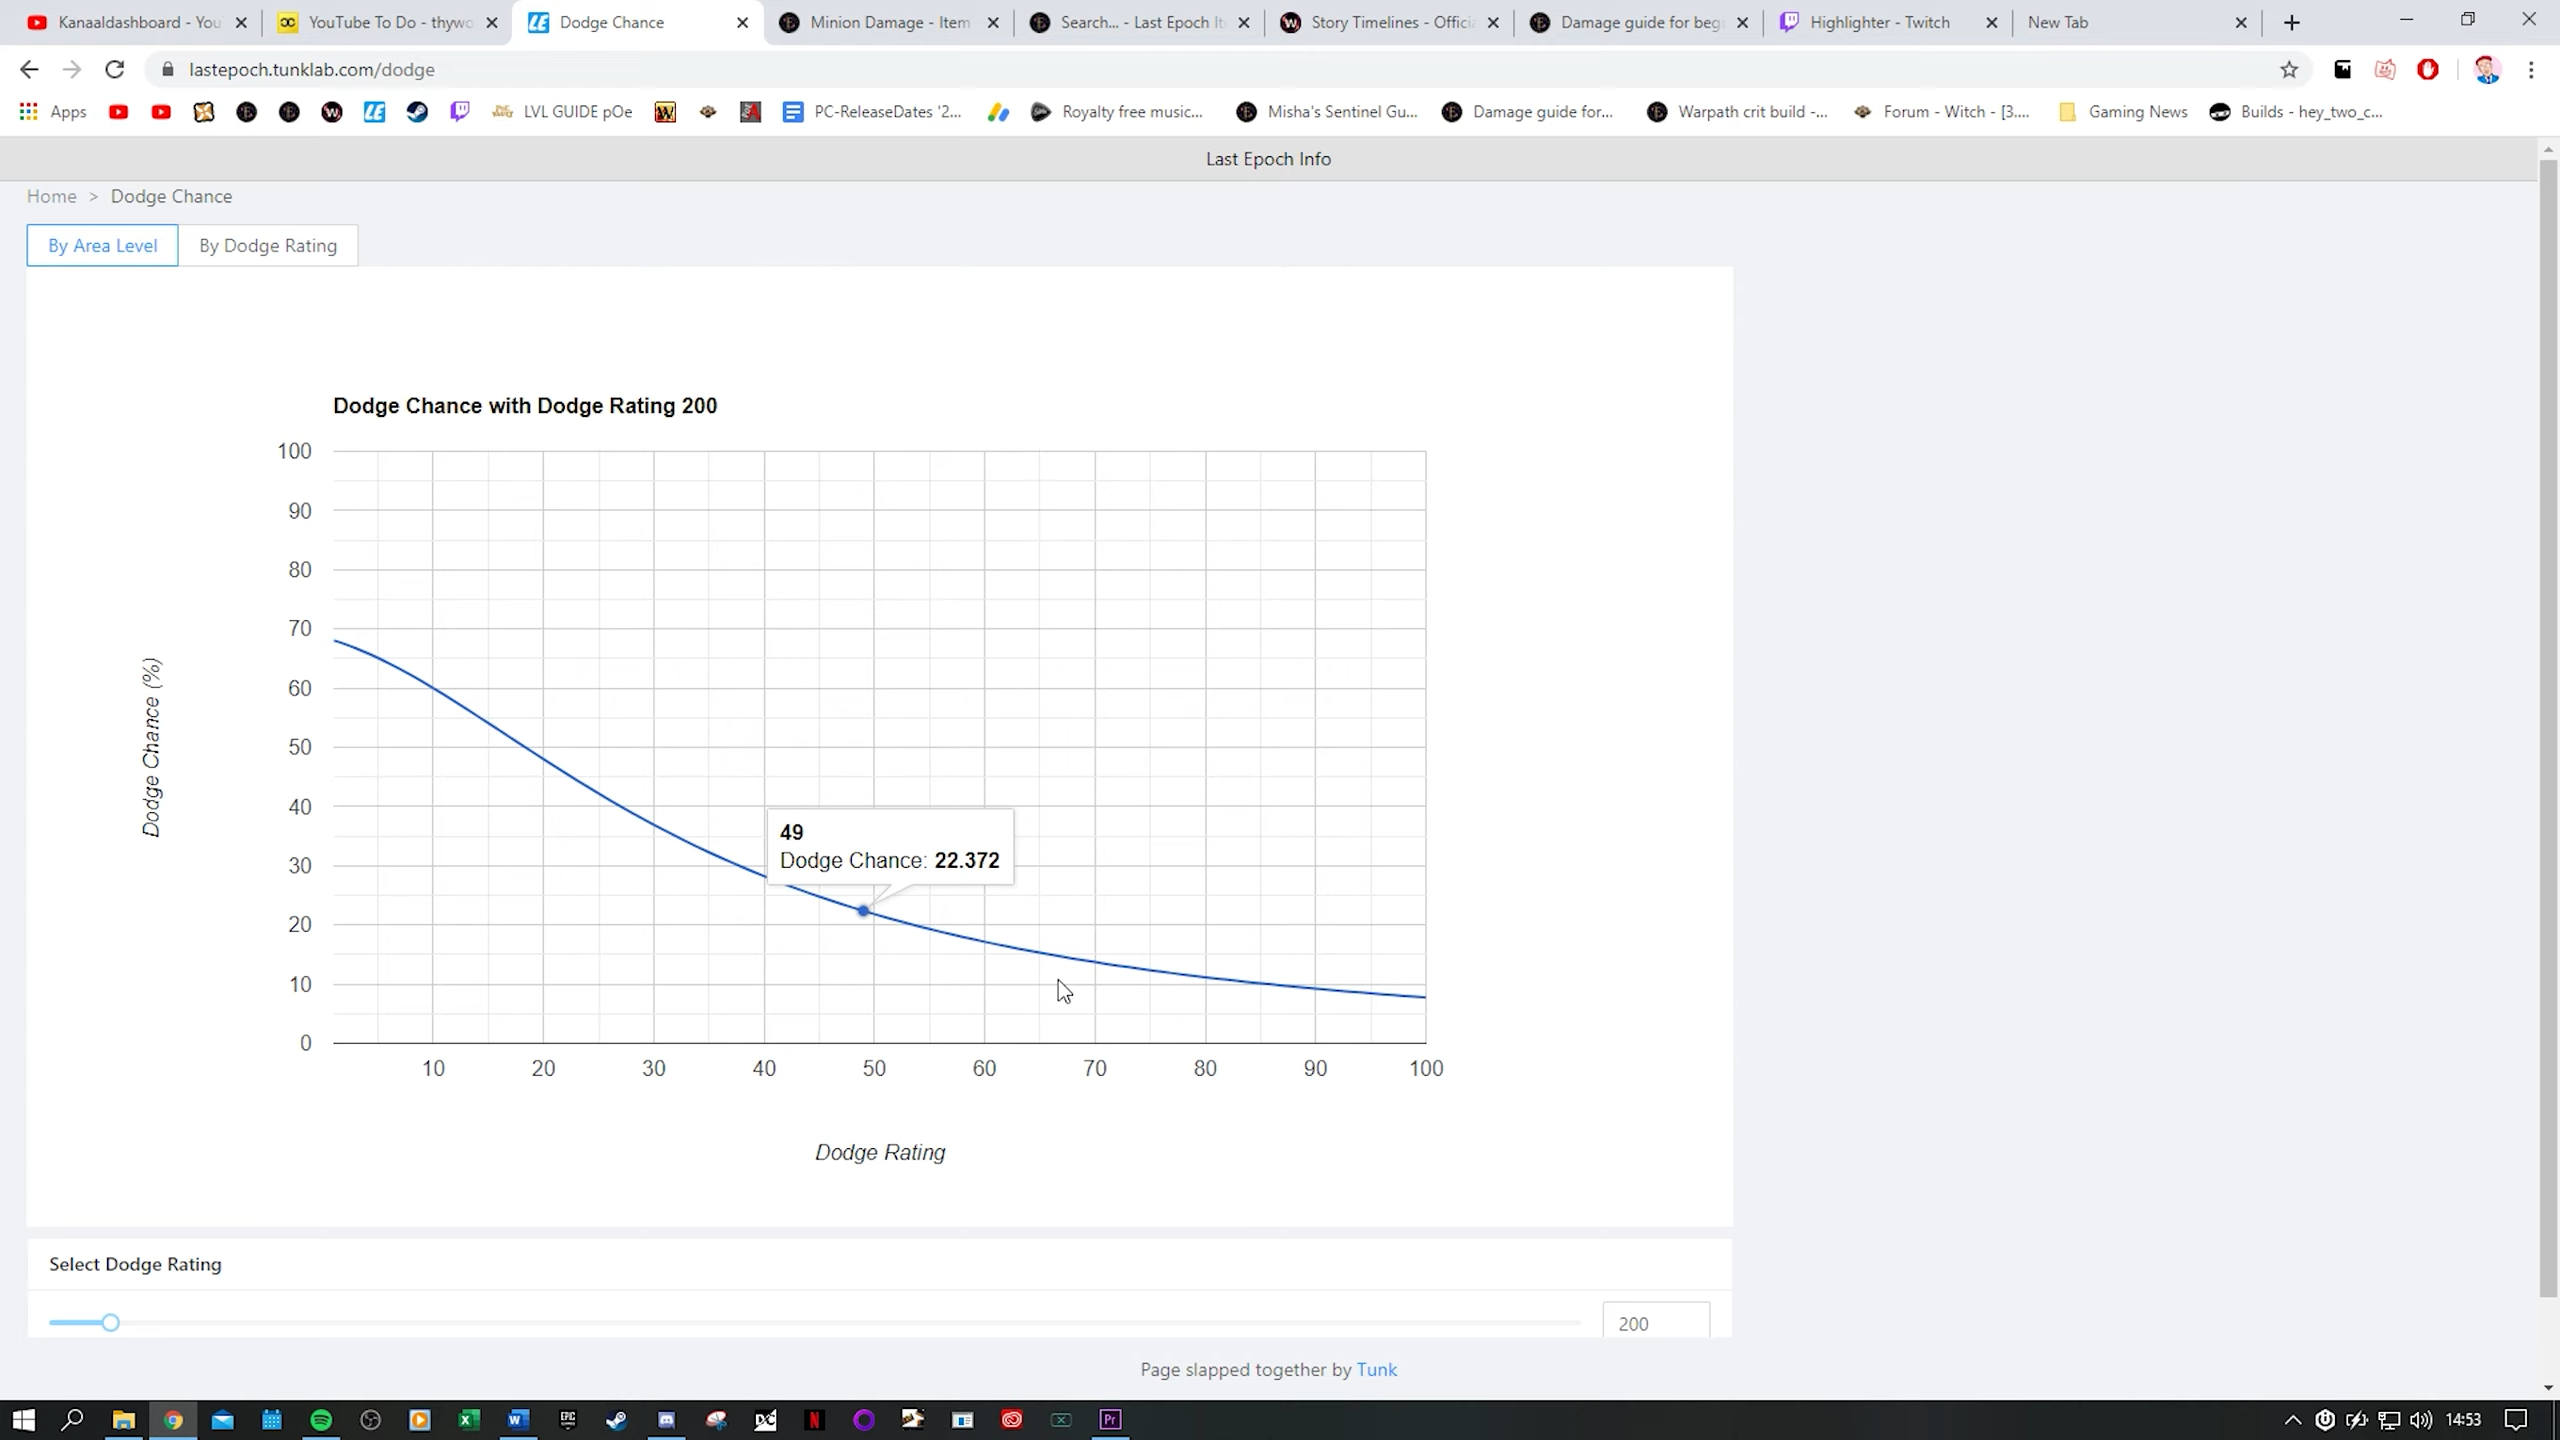 Kanaaldashboard - You
YouTube To Do - thywo
Dodge Chance
Minion Damage - Item
Search... - Last Epoch It
Story Timelines - Officia
Damage guide for beg
Highlighter - Twitch
New Tab
lastepoch.tunklab.com/dodge
Apps
LVL GUIDE pOe
PC-ReleaseDates '2...
Royalty free music...
Misha's Sentinel Gu...
Damage guide for...
Warpath crit build -...
Forum - Witch - [3....
Gaming News
Builds - hey_two_c...
Last Epoch Info
Home > Dodge Chance
By Area Level
By Dodge Rating
Dodge Chance with Dodge Rating 200
100
90
80
70
60
50
40
30
20
10
0
Dodge Chance (%)
49
Dodge Chance: 22.372
10 20 30 40 50 60 70 80 90 100
Dodge Rating
Select Dodge Rating
200
Page slapped together by Tunk
14:53